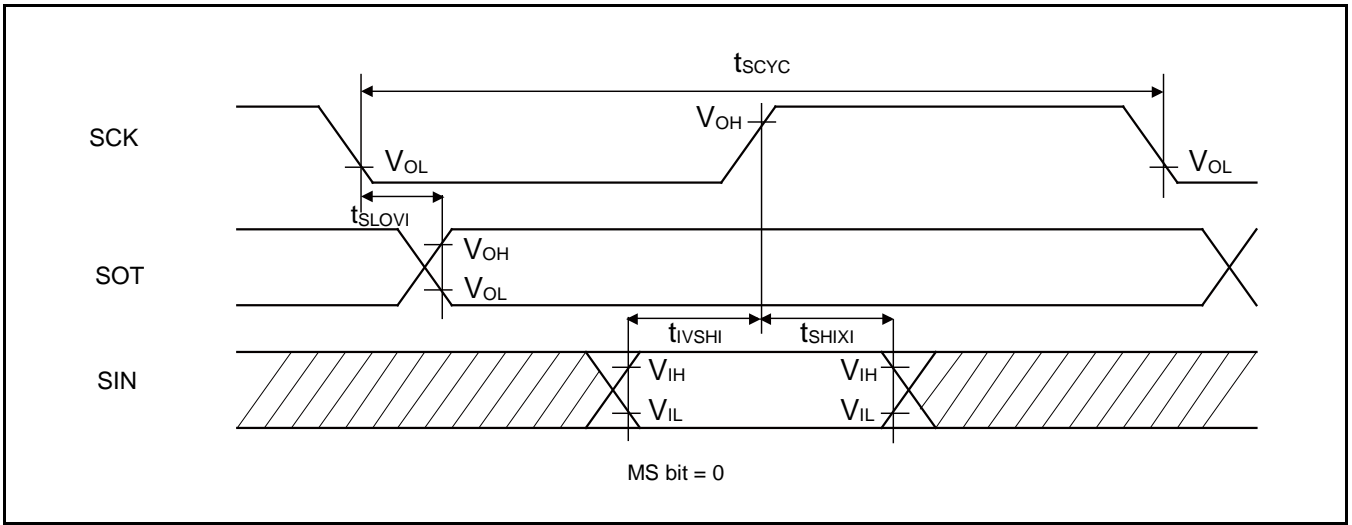 tSCYC
SCK
VOH
VOL
VOL
tSLOVI
SOT
VOH
VOL
tIVSHI
tSHIXI
SIN
VIH
VIH
VIL
VIL
MS bit = 0